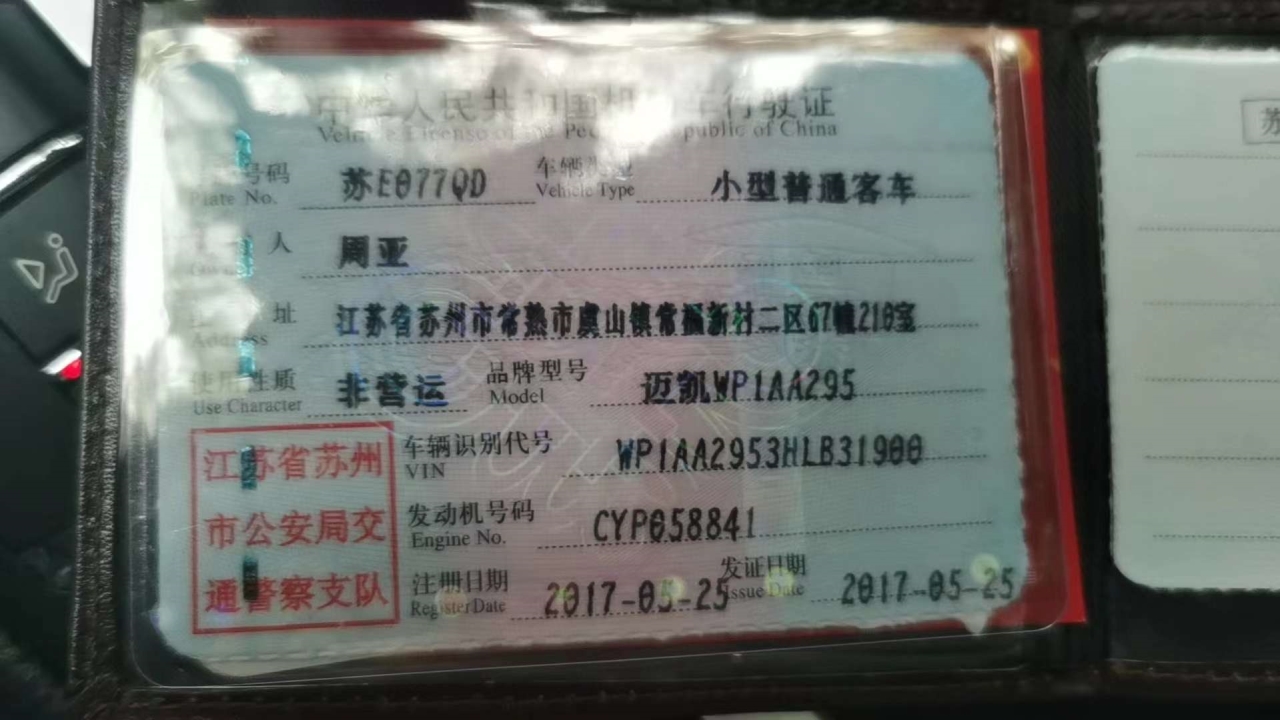 中华人民共和国机动车行驶证
Vehicle License of the People's Republic of China
号码 苏E077QD 车辆类型 小型普通客车
Plate No. Vehicle Type
人 周亚
址 江苏省苏州市常熟市虞山镇常福新村二区67幢210室
Address
使用性质 非营运 品牌型号 迈凯WP1AA295
Use Character Model
江苏省苏州
市公安局交
通警察支队
车辆识别代号 WP1AA2953HLB31900
VIN
发动机号码 CYP058841
Engine No.
注册日期 2017-05-25 发证日期 2017-05-25
Register Date Issue Date
苏